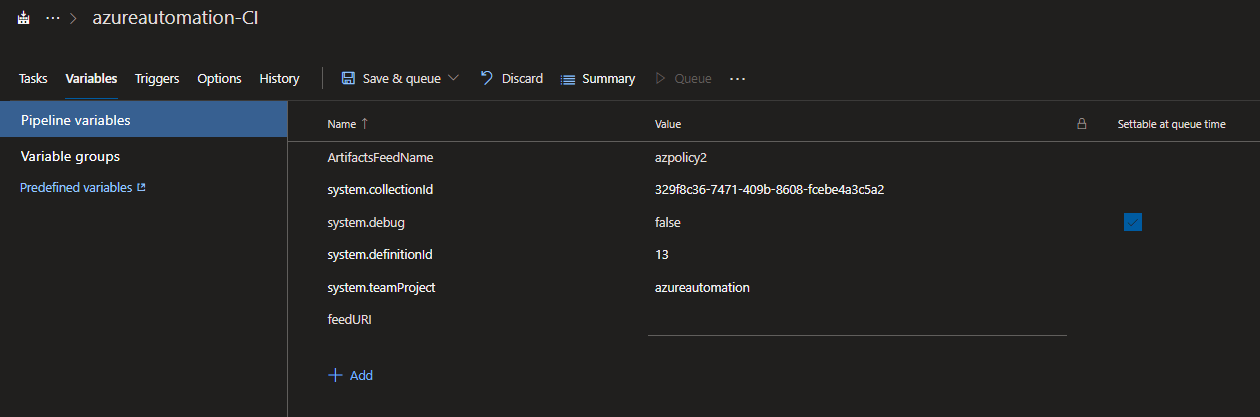 ··· > azureautomation-CI
Tasks Variables Triggers Options History Save & queue Discard Summary Queue ···
Pipeline variables
Variable groups
Predefined variables
Name ↑ Value Settable at queue time
ArtifactsFeedName azpolicy2
system.collectionId 329f8c36-7471-409b-8608-fcebe4a3c5a2
system.debug false
system.definitionId 13
system.teamProject azureautomation
feedURI
+ Add